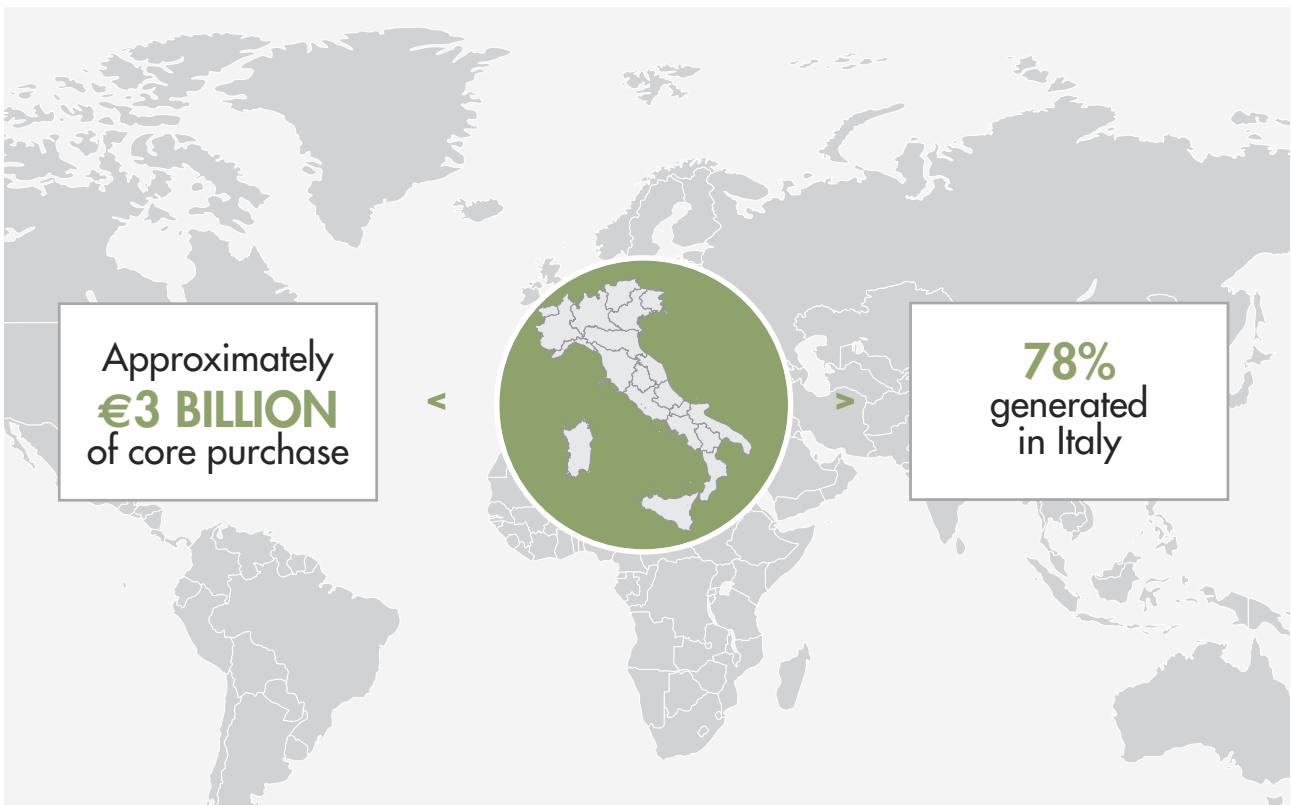 Approximately
€3 BILLION
of core purchase
<
>
78%
generated
in Italy